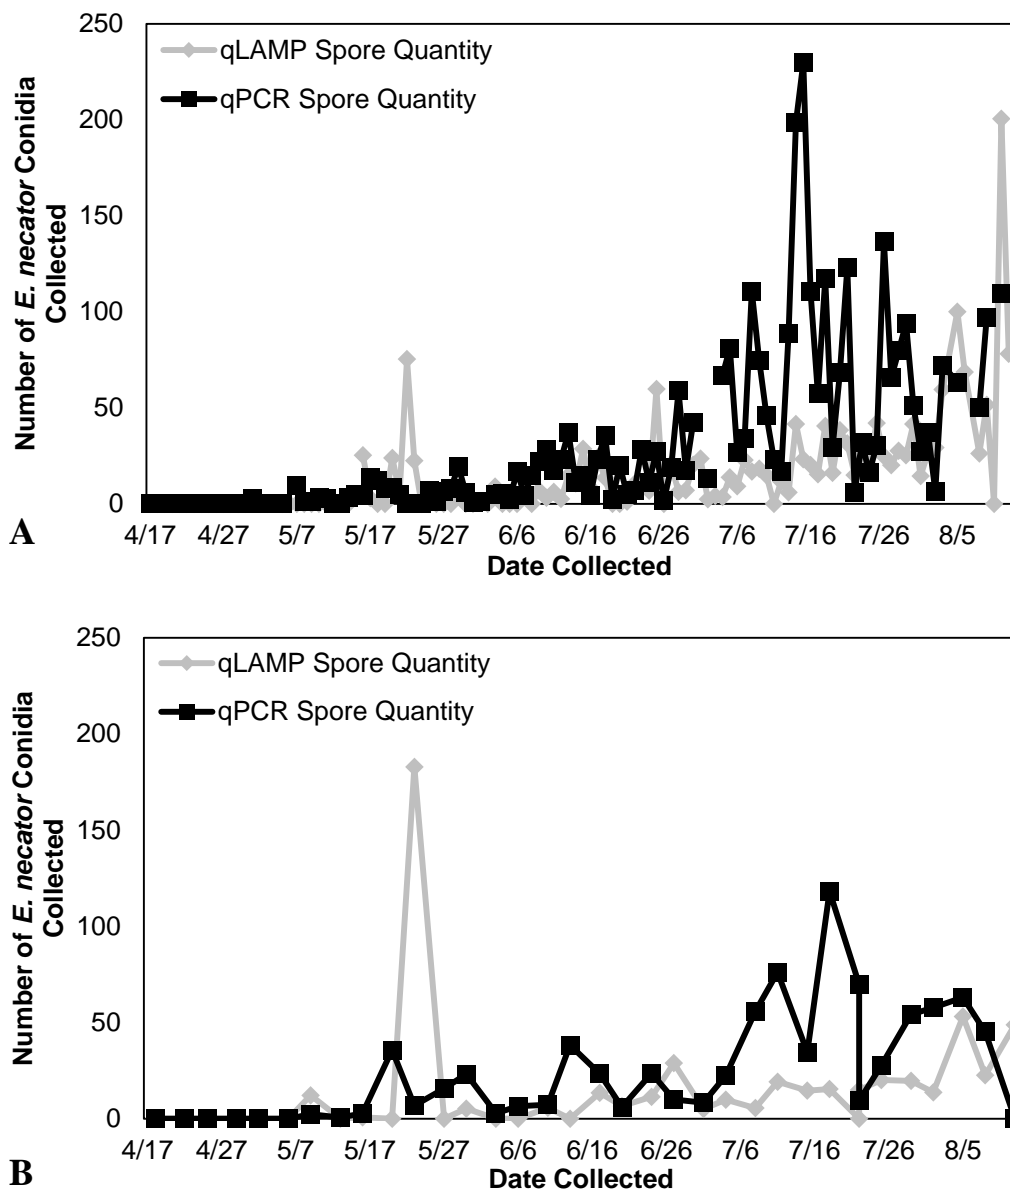 250
200
150
100
50
0
Number of E. necator Conidia
Collected
qLAMP Spore Quantity
qPCR Spore Quantity
4/17 4/27 5/7 5/17 5/27 6/6 6/16 6/26 7/6 7/16 7/26 8/5
Date Collected
A
250
200
150
100
50
0
Number of E. necator Conidia
Collected
qLAMP Spore Quantity
qPCR Spore Quantity
4/17 4/27 5/7 5/17 5/27 6/6 6/16 6/26 7/6 7/16 7/26 8/5
Date Collected
B